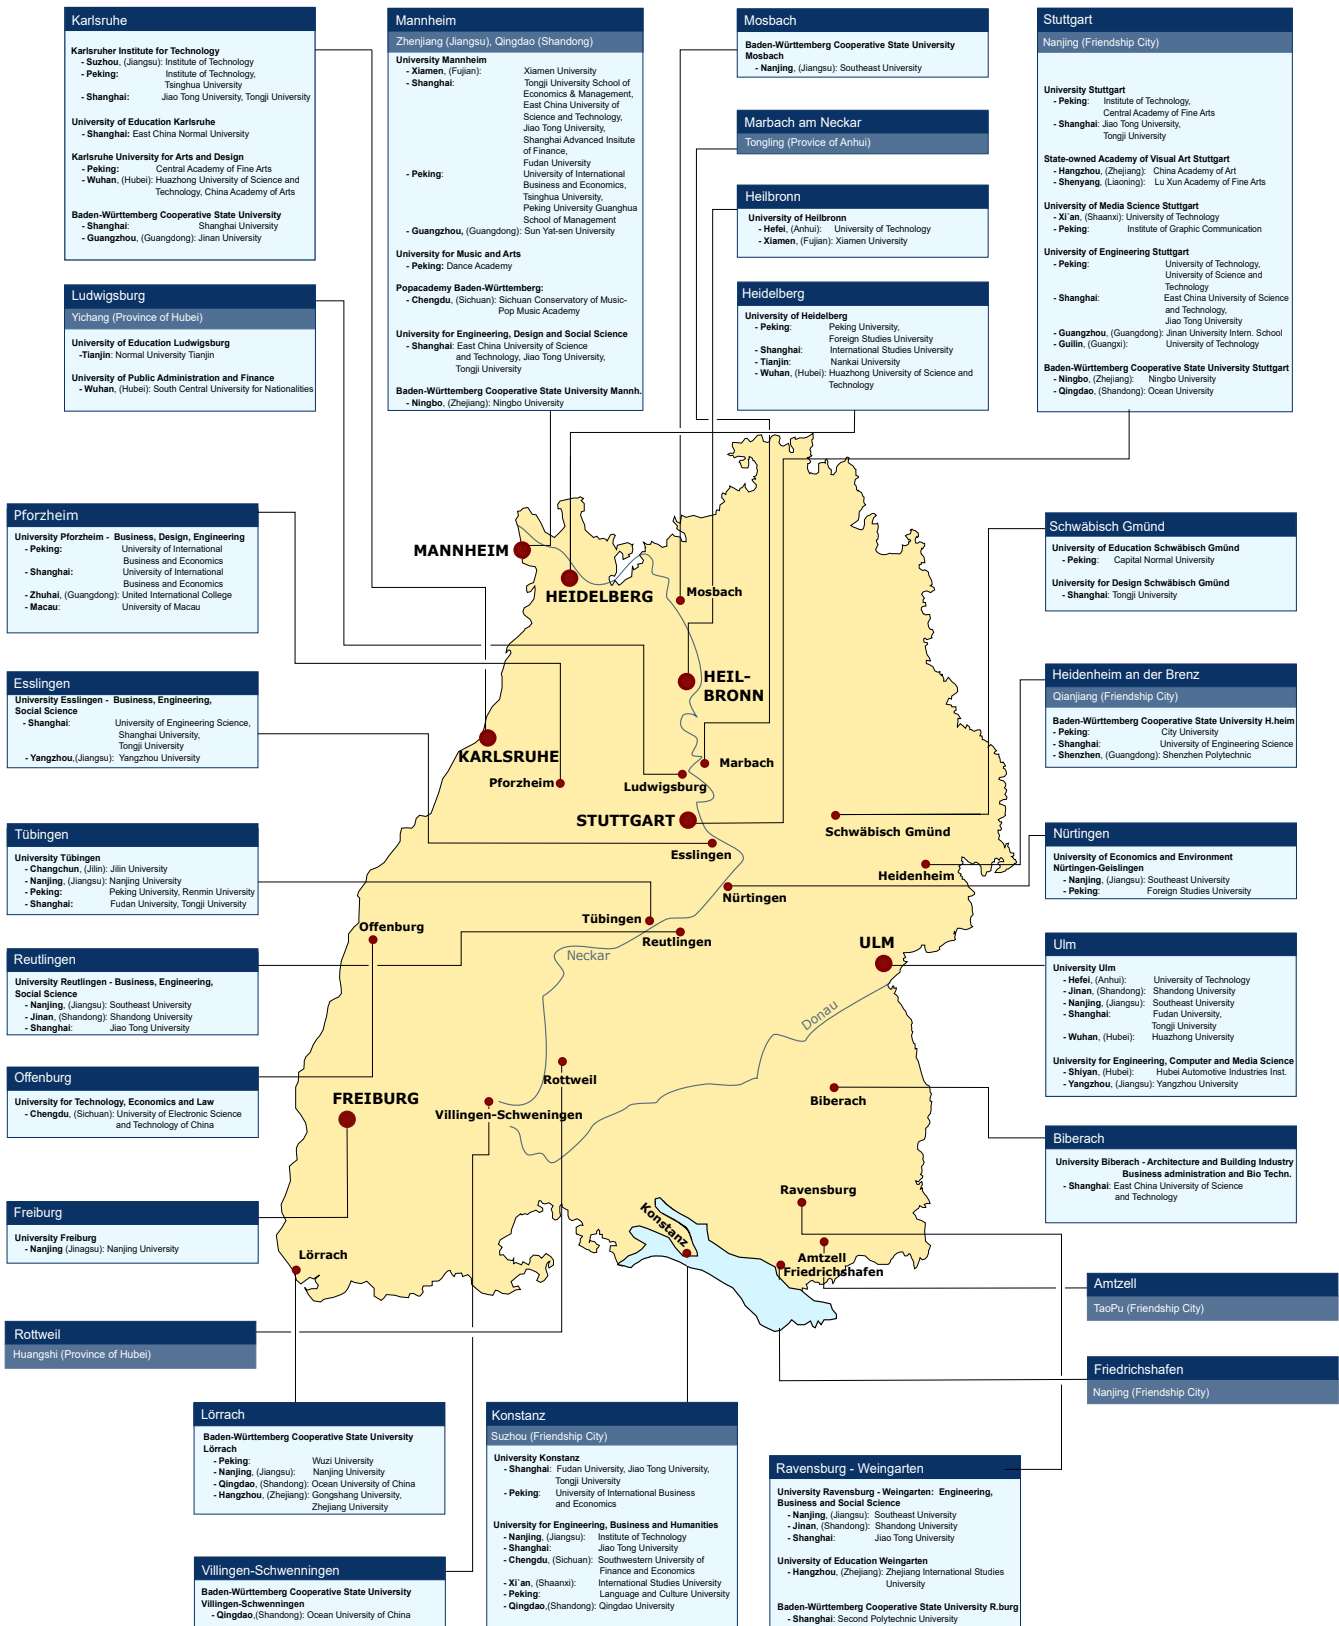 Karlsruhe
Karlsruher Institute for Technology
- Suzhou, (Jiangsu): Institute of Technology
- Peking: Institute of Technology,
Tsinghua University
- Shanghai: Jiao Tong University, Tongji University
University of Education Karlsruhe
- Shanghai: East China Normal University
Karlsruhe University for Arts and Design
- Peking: Central Academy of Fine Arts
- Wuhan, (Hubei): Huazhong University of Science and
Technology, China Academy of Arts
Baden-Württemberg Cooperative State University
- Shanghai: Shanghai University
- Guangzhou, (Guangdong): Jinan University
Ludwigsburg
Yichang (Province of Hubei)
University of Education Ludwigsburg
-Tianjin: Normal University Tianjin
University of Public Administration and Finance
- Wuhan, (Hubei): South Central University for Nationalities
Mannheim
Zhenjiang (Jiangsu), Qingdao (Shandong)
University Mannheim
- Xiamen, (Fujian): Xiamen University
- Shanghai: Tongji University School of
Economics & Management,
East China University of
Science and Technology,
Jiao Tong University,
Shanghai Advanced Insitute
of Finance,
Fudan University
- Peking: University of International
Business and Economics,
Tsinghua University,
Peking University Guanghua
School of Management
- Guangzhou, (Guangdong): Sun Yat-sen University
University for Music and Arts
- Peking: Dance Academy
Popacademy Baden-Württemberg:
- Chengdu, (Sichuan): Sichuan Conservatory of Music-
Pop Music Academy
University for Engineering, Design and Social Science
- Shanghai: East China University of Science
and Technology, Jiao Tong University,
Tongji University
Baden-Württemberg Cooperative State University Mannh.
- Ningbo, (Zhejiang): Ningbo University
Mosbach
Baden-Württemberg Cooperative State University
Mosbach
- Nanjing, (Jiangsu): Southeast University
Marbach am Neckar
Tongling (Provice of Anhui)
Heilbronn
University of Heilbronn
- Hefei, (Anhui): University of Technology
- Xiamen, (Fujian): Xiamen University
Heidelberg
University of Heidelberg
- Peking: Peking University,
Foreign Studies University
- Shanghai: International Studies University
- Tianjin: Nankai University
- Wuhan, (Hubei): Huazhong University of Science and
Technology
Stuttgart
Nanjing (Friendship City)
University Stuttgart
- Peking: Institute of Technology,
Central Academy of Fine Arts
- Shanghai: Jiao Tong University,
Tongji University
State-owned Academy of Visual Art Stuttgart
- Hangzhou, (Zhejiang): China Academy of Art
- Shenyang, (Liaoning): Lu Xun Academy of Fine Arts
University of Media Science Stuttgart
- Xi`an, (Shaanxi): University of Technology
- Peking: Institute of Graphic Communication
University of Engineering Stuttgart
- Peking: University of Technology,
University of Science and
Technology
- Shanghai: East China University of Science
and Technology,
Jiao Tong University
- Guangzhou, (Guangdong): Jinan University Intern. School
- Guilin, (Guangxi): University of Technology
Baden-Württemberg Cooperative State University Stuttgart
- Ningbo, (Zhejiang): Ningbo University
- Qingdao, (Shandong): Ocean University
Pforzheim
University Pforzheim - Business, Design, Engineering
- Peking: University of International
Business and Economics
- Shanghai: University of International
Business and Economics
- Zhuhai, (Guangdong): United International College
- Macau: University of Macau
Esslingen
University Esslingen - Business, Engineering,
Social Science
- Shanghai: University of Engineering Science,
Shanghai University,
Tongji University
- Yangzhou,(Jiangsu): Yangzhou University
Tübingen
University Tübingen
- Changchun, (Jilin): Jilin University
- Nanjing, (Jiangsu): Nanjing University
- Peking: Peking University, Renmin University
- Shanghai: Fudan University, Tongji University
Reutlingen
University Reutlingen - Business, Engineering,
Social Science
- Nanjing, (Jiangsu): Southeast University
- Jinan, (Shandong): Shandong University
- Shanghai: Jiao Tong University
Offenburg
University for Technology, Economics and Law
- Chengdu, (Sichuan): University of Electronic Science
and Technology of China
Freiburg
University Freiburg
- Nanjing (Jinagsu): Nanjing University
Rottweil
Huangshi (Province of Hubei)
MANNHEIM
HEIDELBERG
Mosbach
HEIL-
BRONN
KARLSRUHE
Pforzheim
Marbach
Ludwigsburg
STUTTGART
Schwäbisch Gmünd
Esslingen
Heidenheim
Nürtingen
Tübingen
Reutlingen
Offenburg
Neckar
ULM
Donau
Rottweil
Biberach
FREIBURG
Villingen-Schweningen
Ravensburg
Konstanz
Amtzell
Friedrichshafen
Lörrach
Schwäbisch Gmünd
University of Education Schwäbisch Gmünd
- Peking: Capital Normal University
University for Design Schwäbisch Gmünd
- Shanghai: Tongji University
Heidenheim an der Brenz
Qianjiang (Friendship City)
Baden-Württemberg Cooperative State University H.heim
- Peking: City University
- Shanghai: University of Engineering Science
- Shenzhen, (Guangdong): Shenzhen Polytechnic
Nürtingen
University of Economics and Environment
Nürtingen-Geislingen
- Nanjing, (Jiangsu): Southeast University
- Peking: Foreign Studies University
Ulm
University Ulm
- Hefei, (Anhui): University of Technology
- Jinan, (Shandong): Shandong University
- Nanjing, (Jiangsu): Southeast University
- Shanghai: Fudan University,
Tongji University
- Wuhan, (Hubei): Huazhong University
University for Engineering, Computer and Media Science
- Shiyan, (Hubei): Hubei Automotive Industries Inst.
- Yangzhou, (Jiangsu): Yangzhou University
Biberach
University Biberach - Architecture and Building Industry
Business administration and Bio Techn.
- Shanghai: East China University of Science
and Technology
Amtzell
TaoPu (Friendship City)
Friedrichshafen
Nanjing (Friendship City)
Lörrach
Baden-Württemberg Cooperative State University
Lörrach
- Peking: Wuzi University
- Nanjing, (Jiangsu): Nanjing University
- Qingdao, (Shandong): Ocean University of China
- Hangzhou, (Zhejiang): Gongshang University,
Zhejiang University
Villingen-Schwenningen
Baden-Württemberg Cooperative State University
Villingen-Schwenningen
- Qingdao,(Shandong): Ocean University of China
Konstanz
Suzhou (Friendship City)
University Konstanz
- Shanghai: Fudan University, Jiao Tong University,
Tongji University
- Peking: University of International Business
and Economics
University for Engineering, Business and Humanities
- Nanjing, (Jiangsu): Institute of Technology
- Shanghai: Jiao Tong University
- Chengdu, (Sichuan): Southwestern University of
Finance and Economics
- Xi`an, (Shaanxi): International Studies University
- Peking: Language and Culture University
- Qingdao,(Shandong): Qingdao University
Ravensburg - Weingarten
University Ravensburg - Weingarten: Engineering,
Business and Social Science
- Nanjing, (Jiangsu): Southeast University
- Jinan, (Shandong): Shandong University
- Shanghai: Jiao Tong University
University of Education Weingarten
- Hangzhou, (Zhejiang): Zhejiang International Studies
University
Baden-Württemberg Cooperative State University R.burg
- Shanghai: Second Polytechnic University